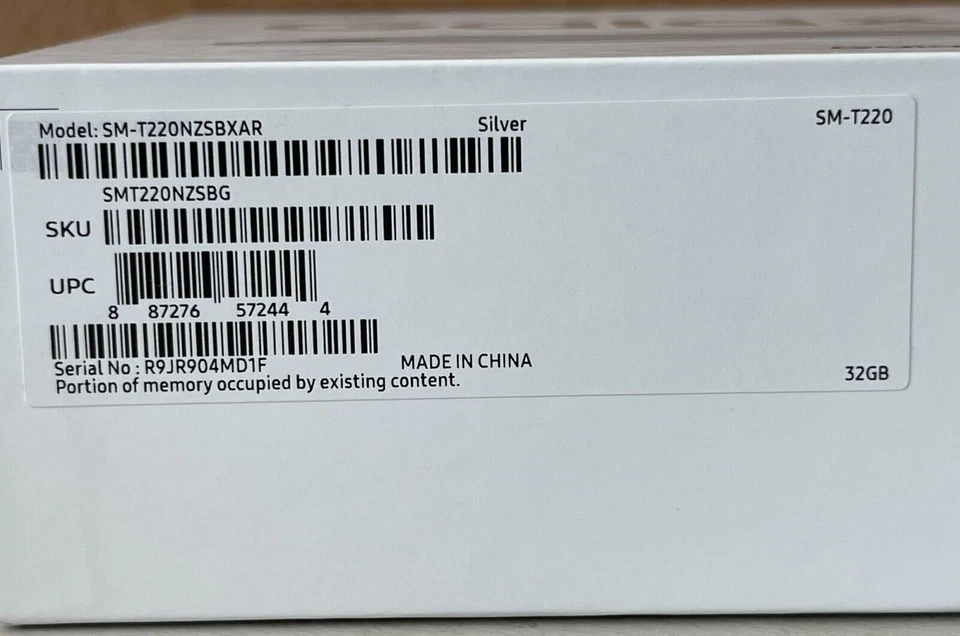 Model: SM-T220NZSBXAR Silver SM-T220
SMT220NZSBG
SKU
UPC
8 87276 57244 4
Serial No : R9JR904MD1F MADE IN CHINA
Portion of memory occupied by existing content. 32GB